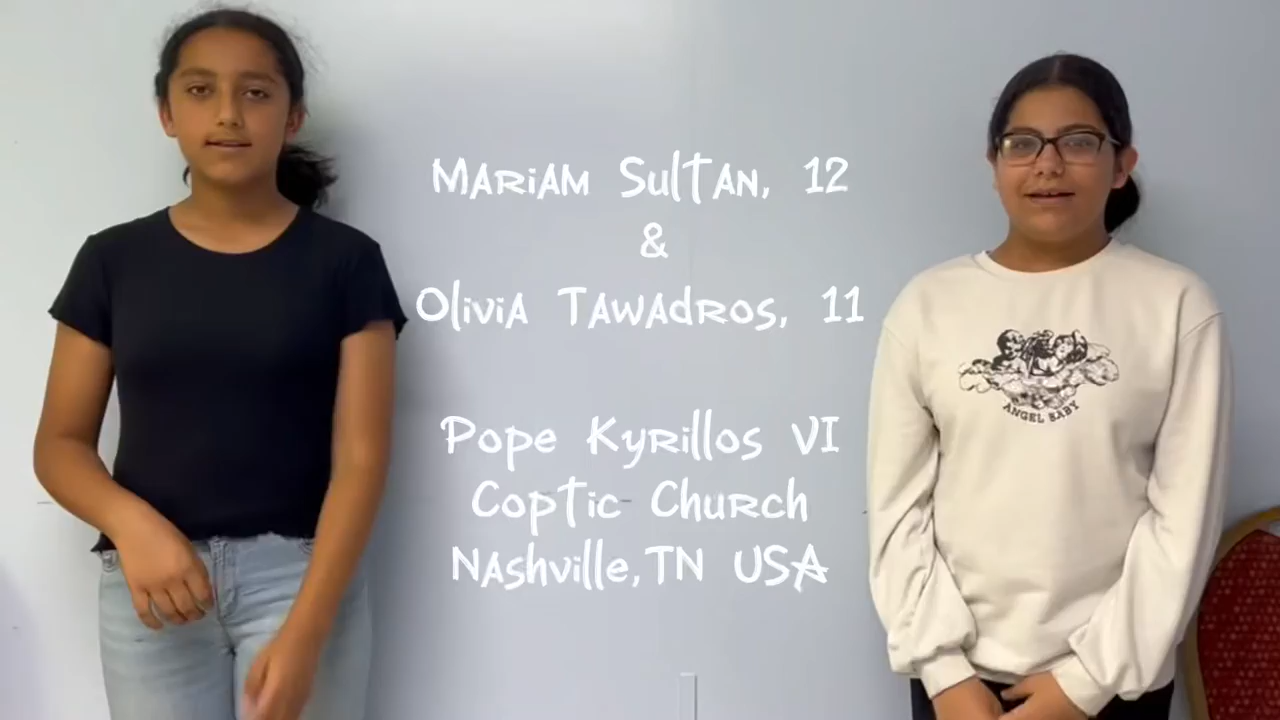 Mariam Sultan, 12
&
Olivia Tawadros, 11
Pope Kyrillos VI
Coptic Church
Nashville, TN USA
ANGEL BABY